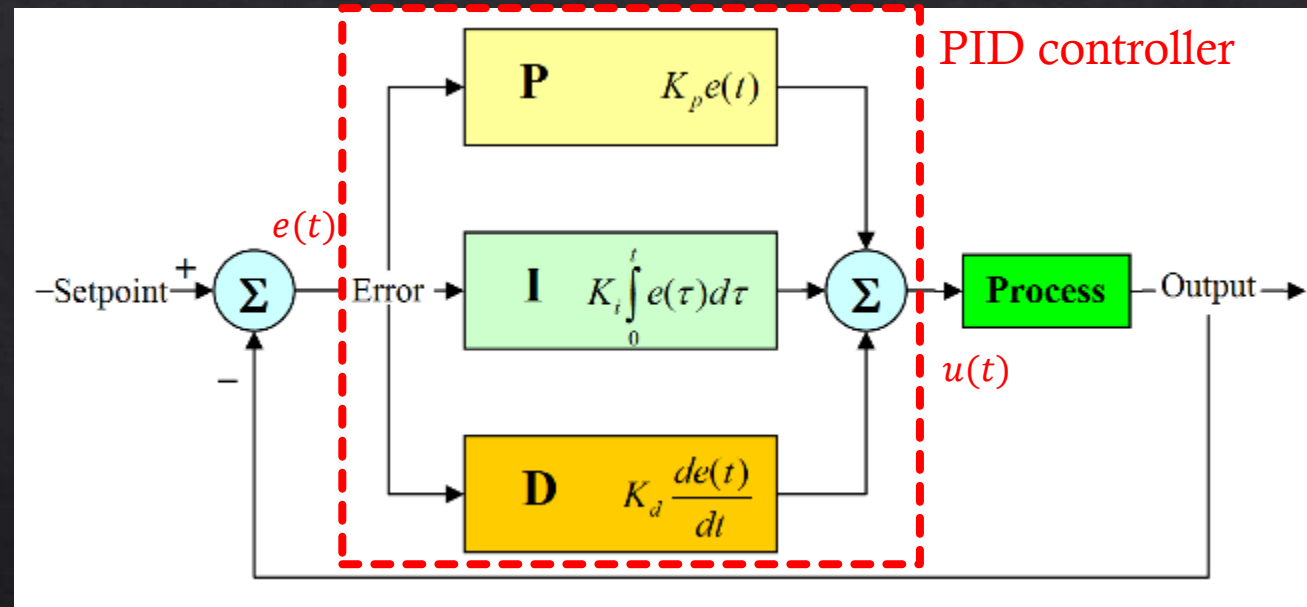 PID controller
P K_p e(t)
e(t)
–Setpoint + Σ Error I K_i ∫_0^t e(τ)dτ Σ Process Output
–
u(t)
D K_d de(t)/dt